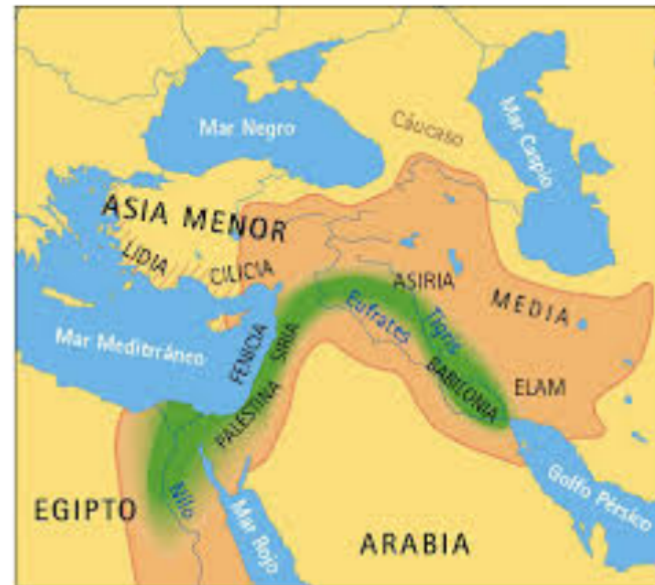 Mar Negro
Cáucaso
Mar Caspio
ASIA MENOR
LIDIA
CILICIA
ASIRIA
MEDIA
Eufrates
Tigris
Mar Mediterráneo
FENICIA
SIRIA
PALESTINA
BABILONIA
ELAM
EGIPTO
Nilo
Mar Rojo
ARABIA
Golfo Pérsico